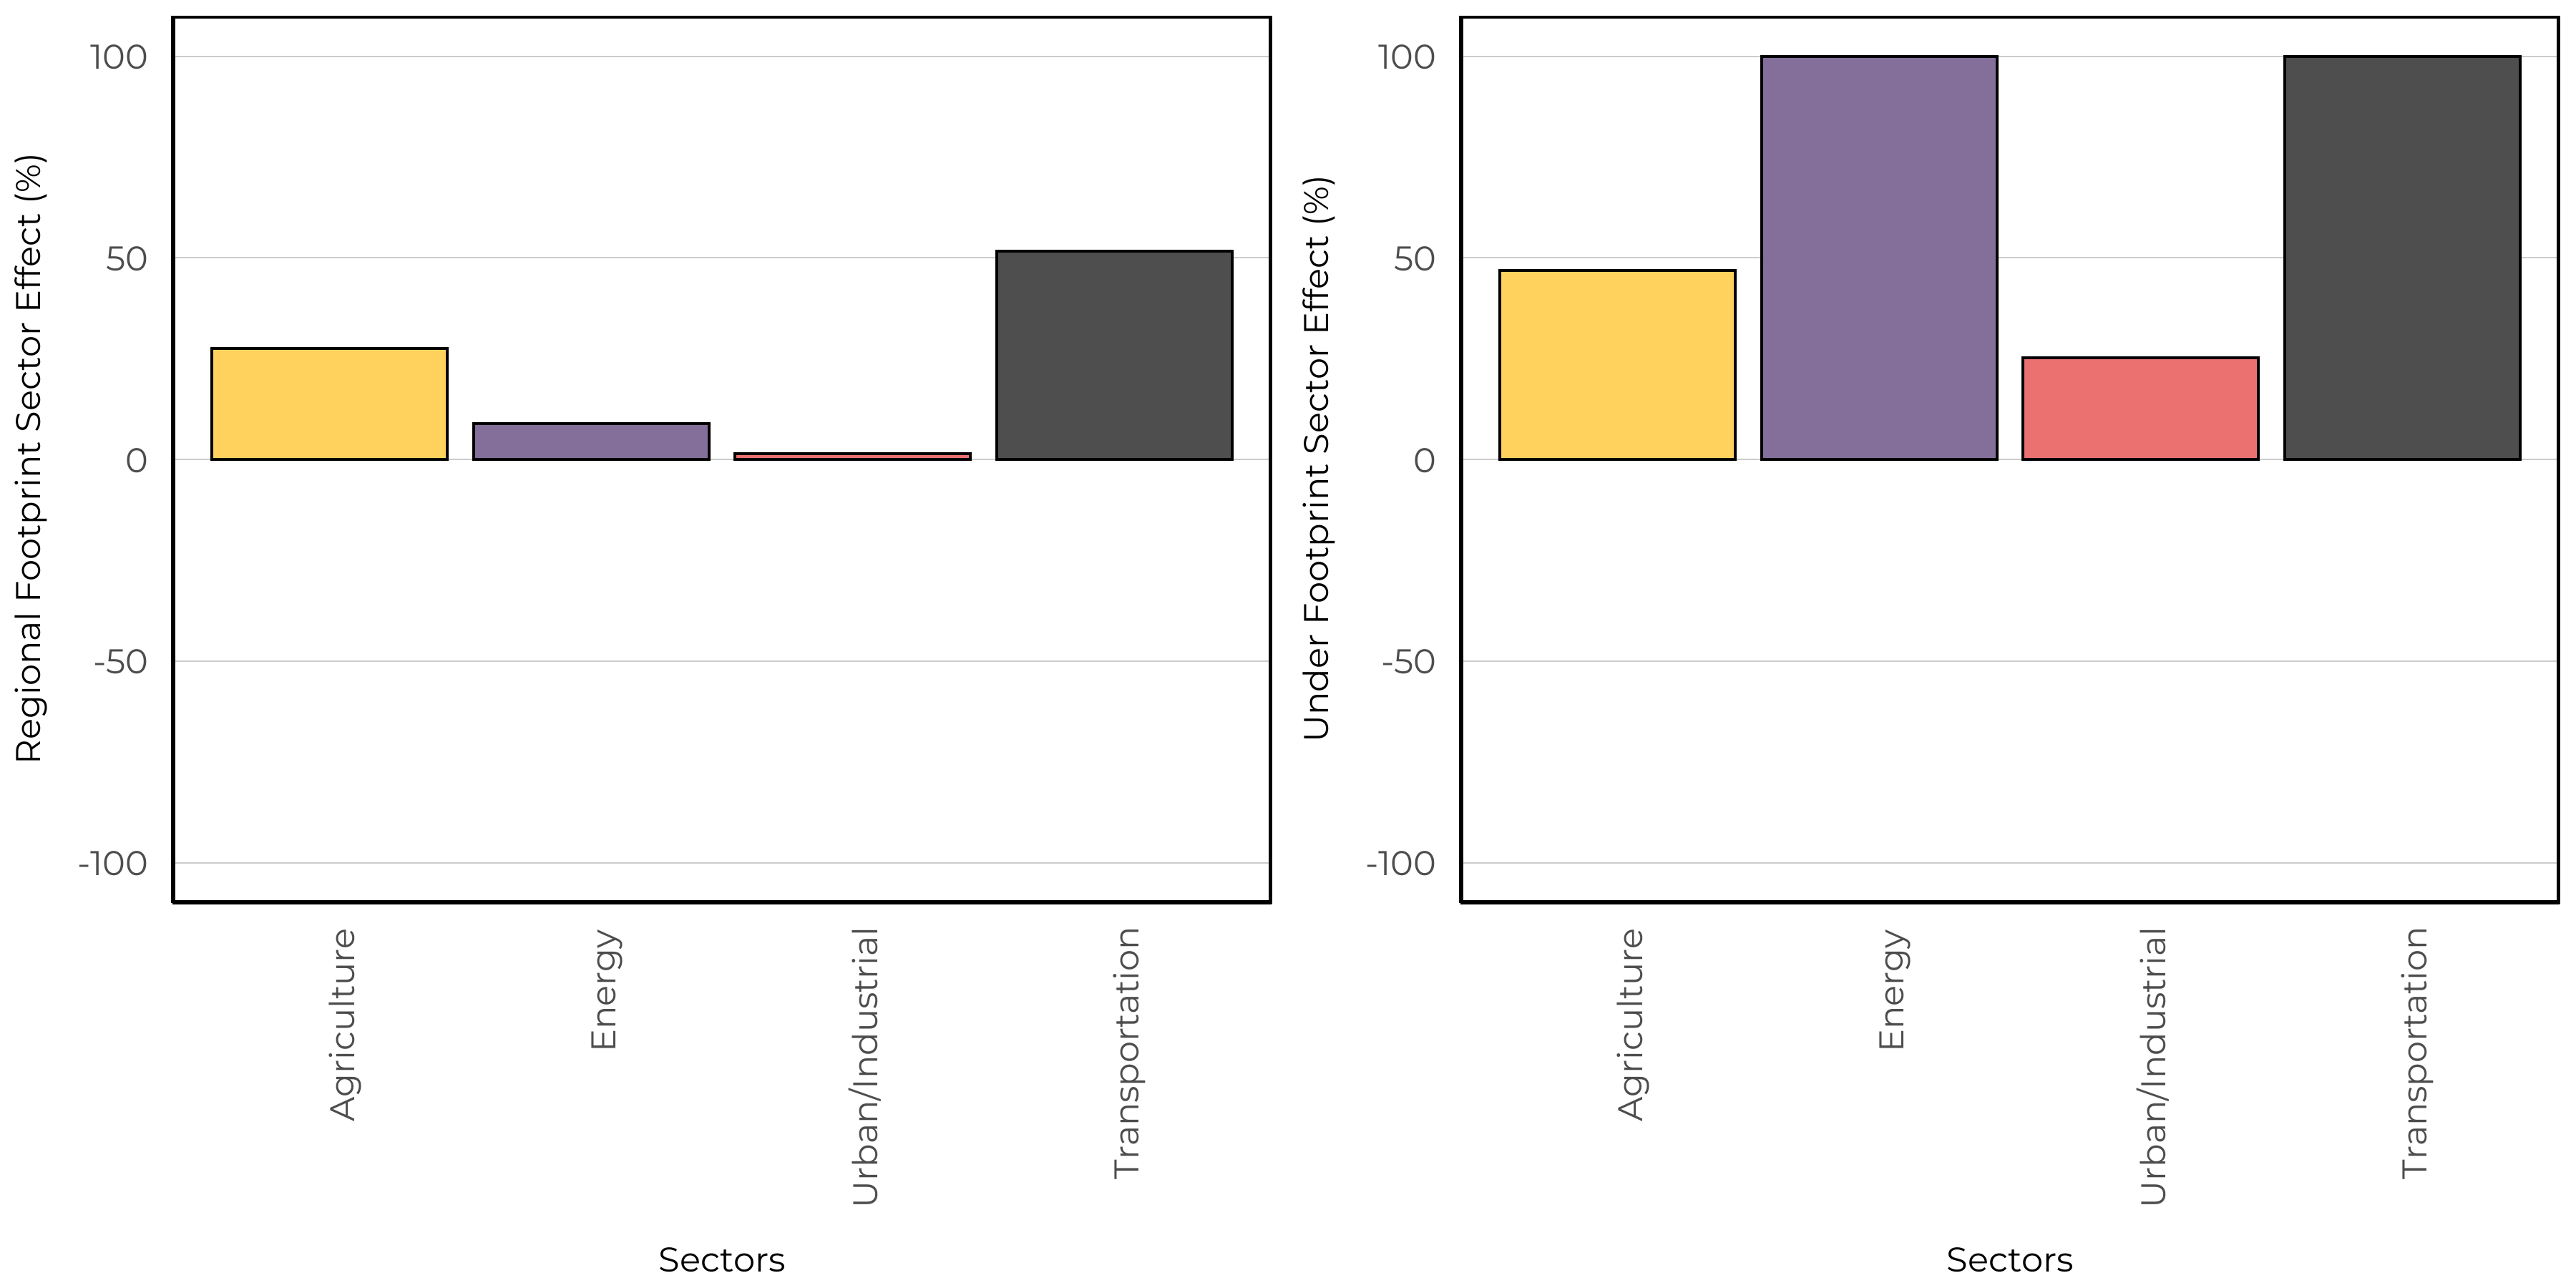 Regional Footprint Sector Effect (%)
100
50
0
-50
-100
Agriculture
Energy
Urban/Industrial
Transportation
Sectors
Under Footprint Sector Effect (%)
100
50
0
-50
-100
Agriculture
Energy
Urban/Industrial
Transportation
Sectors